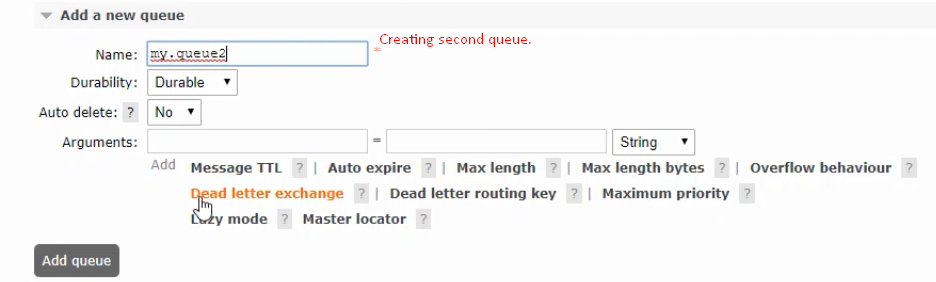 Add a new queue
Creating second queue.
Name: my.queue2 *
Durability: Durable
Auto delete: ? No
Arguments: = String
Add Message TTL ? | Auto expire ? | Max length ? | Max length bytes ? | Overflow behaviour ?
Dead letter exchange ? | Dead letter routing key ? | Maximum priority ?
Lazy mode ? Master locator ?
Add queue